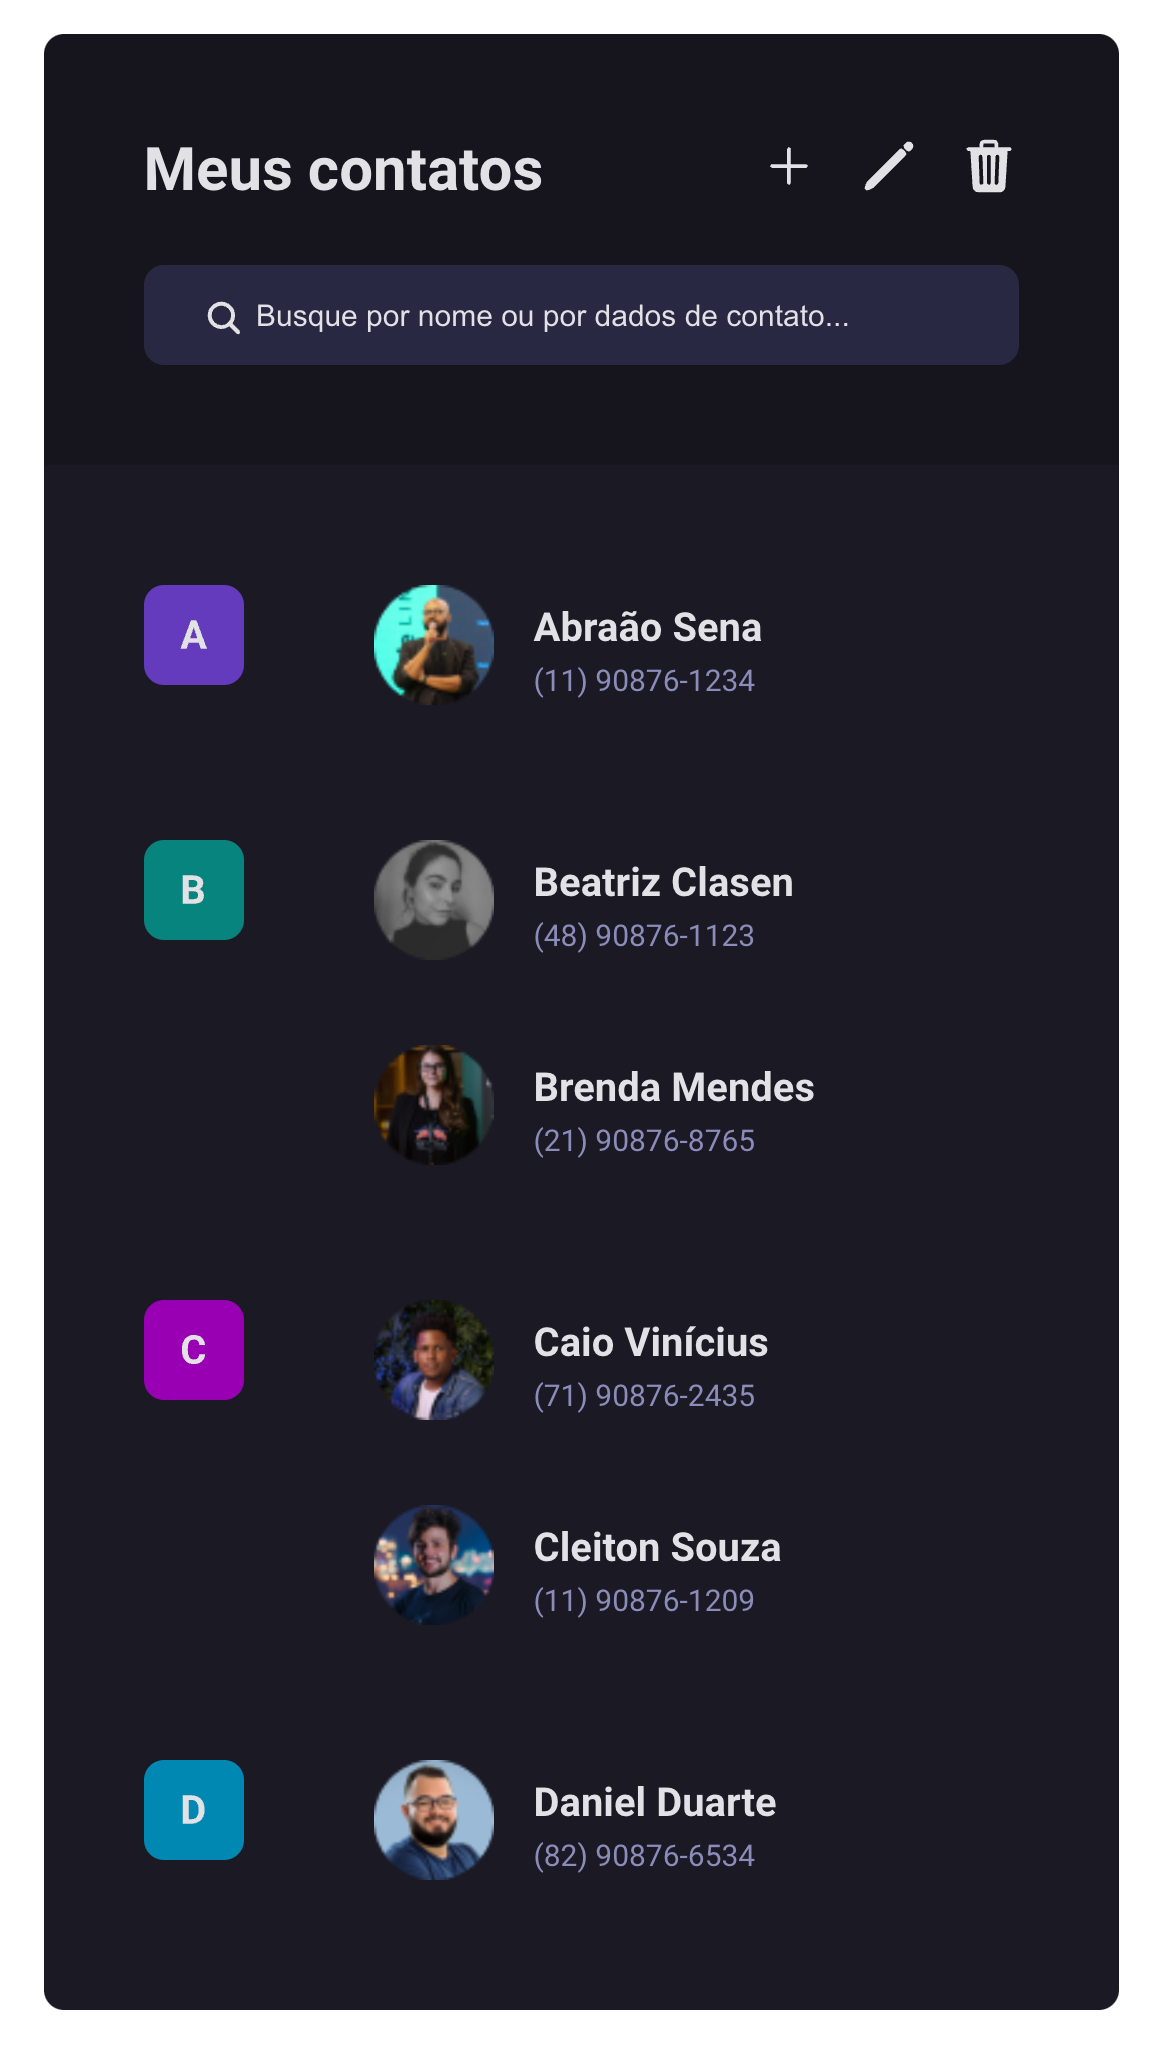 Meus contatos
Busque por nome ou por dados de contato...
A
Abraão Sena
(11) 90876-1234
B
Beatriz Clasen
(48) 90876-1123
Brenda Mendes
(21) 90876-8765
C
Caio Vinícius
(71) 90876-2435
Cleiton Souza
(11) 90876-1209
D
Daniel Duarte
(82) 90876-6534